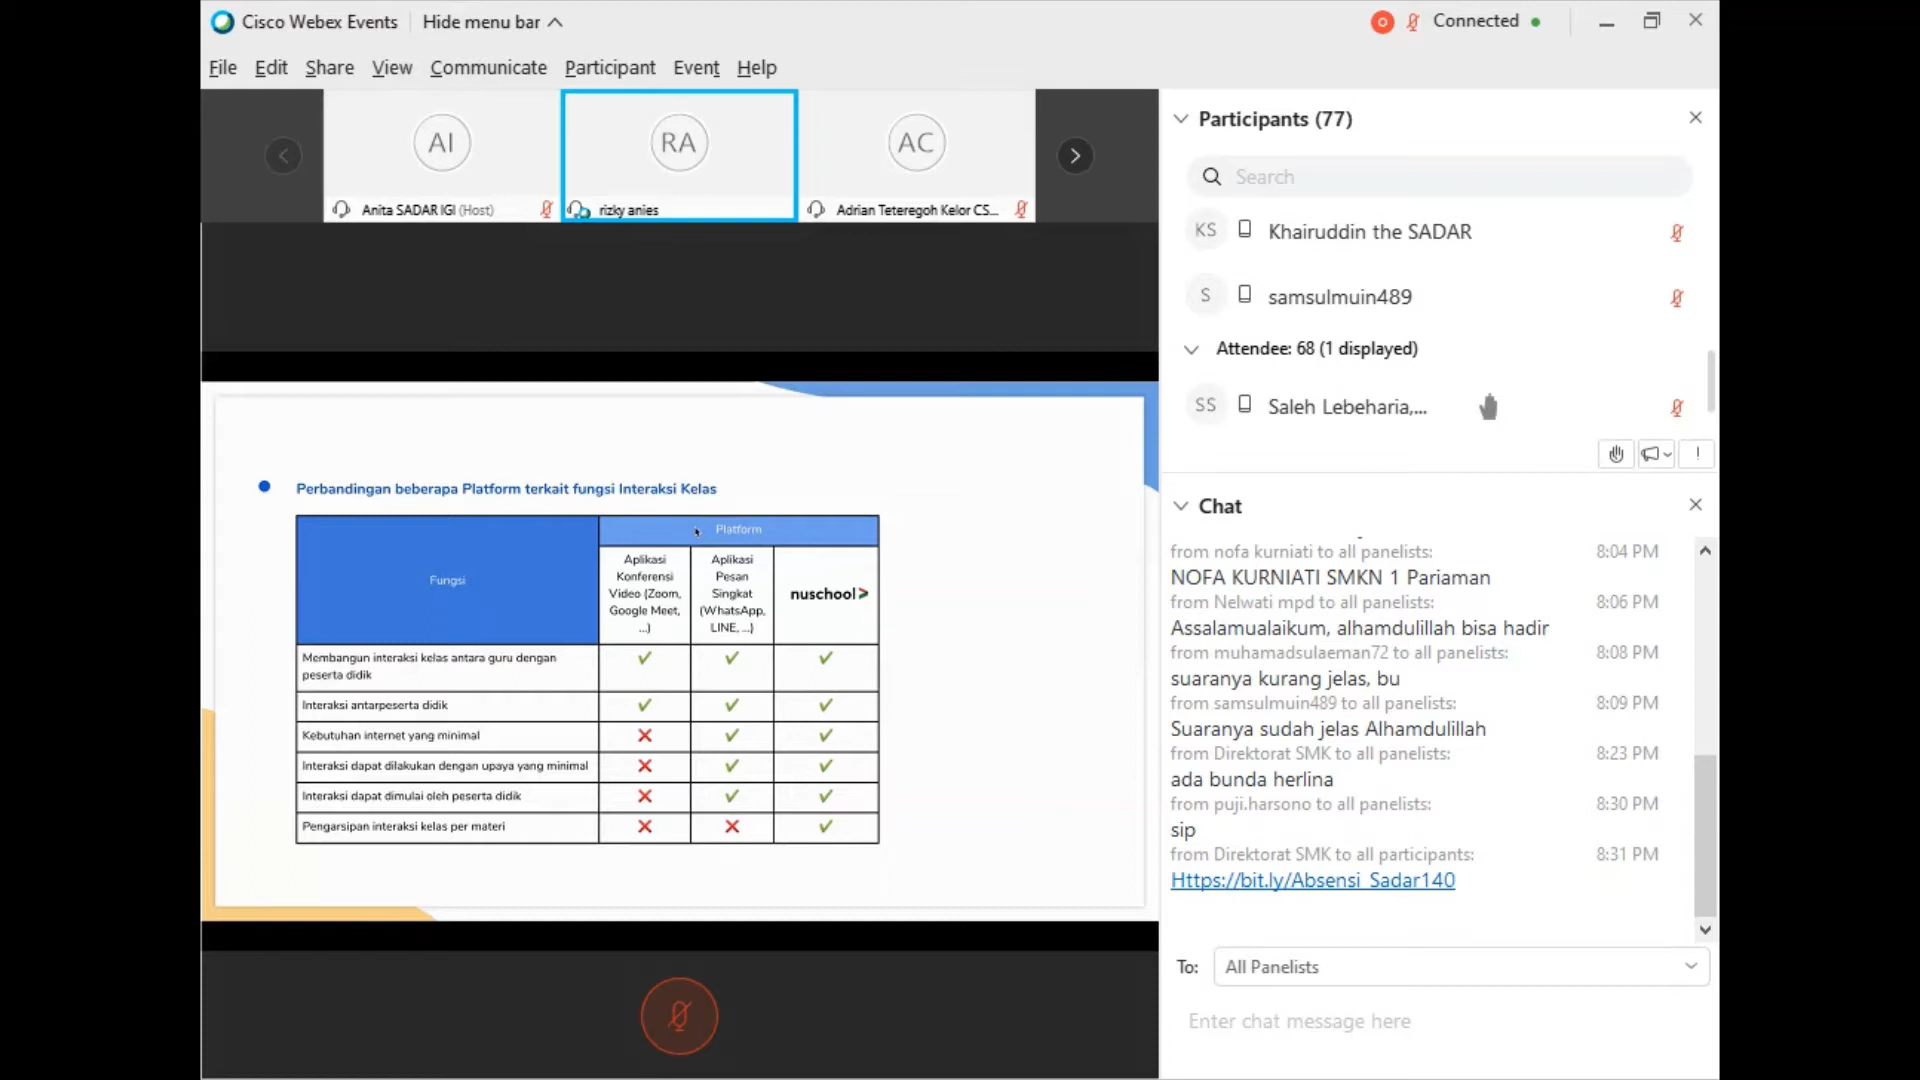 Cisco Webex Events
Hide menu bar
Connected
File Edit Share View Communicate Participant Event Help
AI
RA
AC
Anita SADAR IGI (Host)
rizky anies
Adrian Teteregoh Kelor CS...
Participants (77)
Search
KS Khairuddin the SADAR
S samsulmuin489
Attendee: 68 (1 displayed)
SS Saleh Lebeharia,...
Perbandingan beberapa Platform terkait fungsi Interaksi Kelas
Fungsi
Platform
Aplikasi
Konferensi
Video (Zoom,
Google Meet,
...)
Aplikasi
Pesan
Singkat
(WhatsApp,
LINE, ...)
nuschool>
Membangun interaksi kelas antara guru dengan
peserta didik
Interaksi antarpeserta didik
Kebutuhan internet yang minimal
Interaksi dapat dilakukan dengan upaya yang minimal
Interaksi dapat dimulai oleh peserta didik
Pengarsipan interaksi kelas per materi
Chat
from nofa kurniati to all panelists: 8:04 PM
NOFA KURNIATI SMKN 1 Pariaman
from Nelwati mpd to all panelists: 8:06 PM
Assalamualaikum, alhamdulillah bisa hadir
from muhamadsulaeman72 to all panelists: 8:08 PM
suaranya kurang jelas, bu
from samsulmuin489 to all panelists: 8:09 PM
Suaranya sudah jelas Alhamdulillah
from Direktorat SMK to all panelists: 8:23 PM
ada bunda herlina
from puji.harsono to all panelists: 8:30 PM
sip
from Direktorat SMK to all participants: 8:31 PM
Https://bit.ly/Absensi_Sadar140
To: All Panelists
Enter chat message here